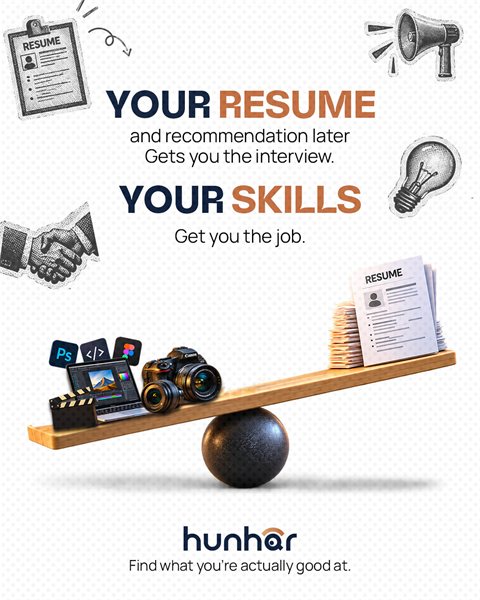 RESUME
YOUR RESUME
and recommendation later
Gets you the interview.
YOUR SKILLS
Get you the job.
RESUME
Ps
</>
Canon
hunhar
Find what you're actually good at.